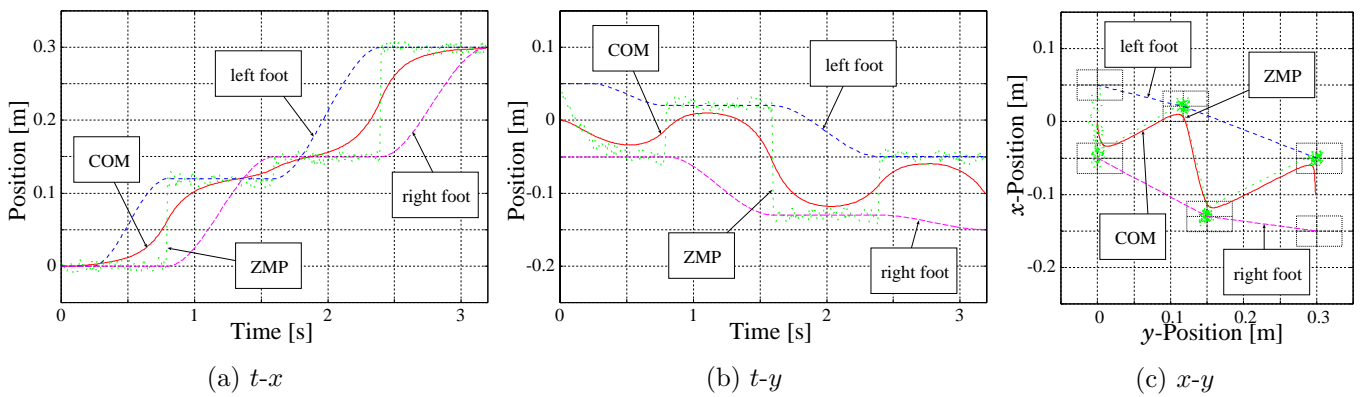 Position [m]
0.3
0.2
0.1
0
0 1 2 3
Time [s]
left foot
COM
right foot
ZMP
(a) t-x
Position [m]
0.1
0
-0.1
-0.2
0 1 2 3
Time [s]
COM
left foot
ZMP
right foot
(b) t-y
x-Position [m]
0.1
0
-0.1
-0.2
0 0.1 0.2 0.3
y-Position [m]
left foot
ZMP
COM
right foot
(c) x-y